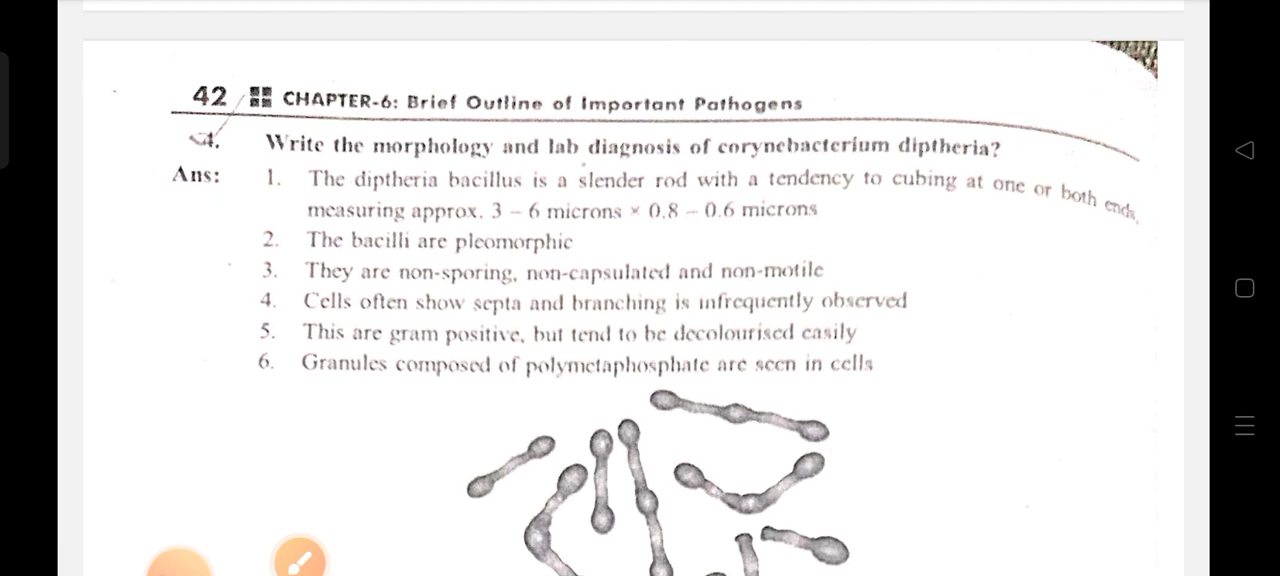 42 CHAPTER-6: Brief Outline of Important Pathogens
Write the morphology and lab diagnosis of corynebacterium diptheria?
Ans: 1. The diptheria bacillus is a slender rod with a tendency to cubing at one or both ends,
measuring approx. 3 – 6 microns × 0.8 – 0.6 microns
2. The bacilli are pleomorphic
3. They are non-sporing, non-capsulated and non-motile
4. Cells often show septa and branching is infrequently observed
5. This are gram positive, but tend to be decolourised easily
6. Granules composed of polymetaphosphate are seen in cells